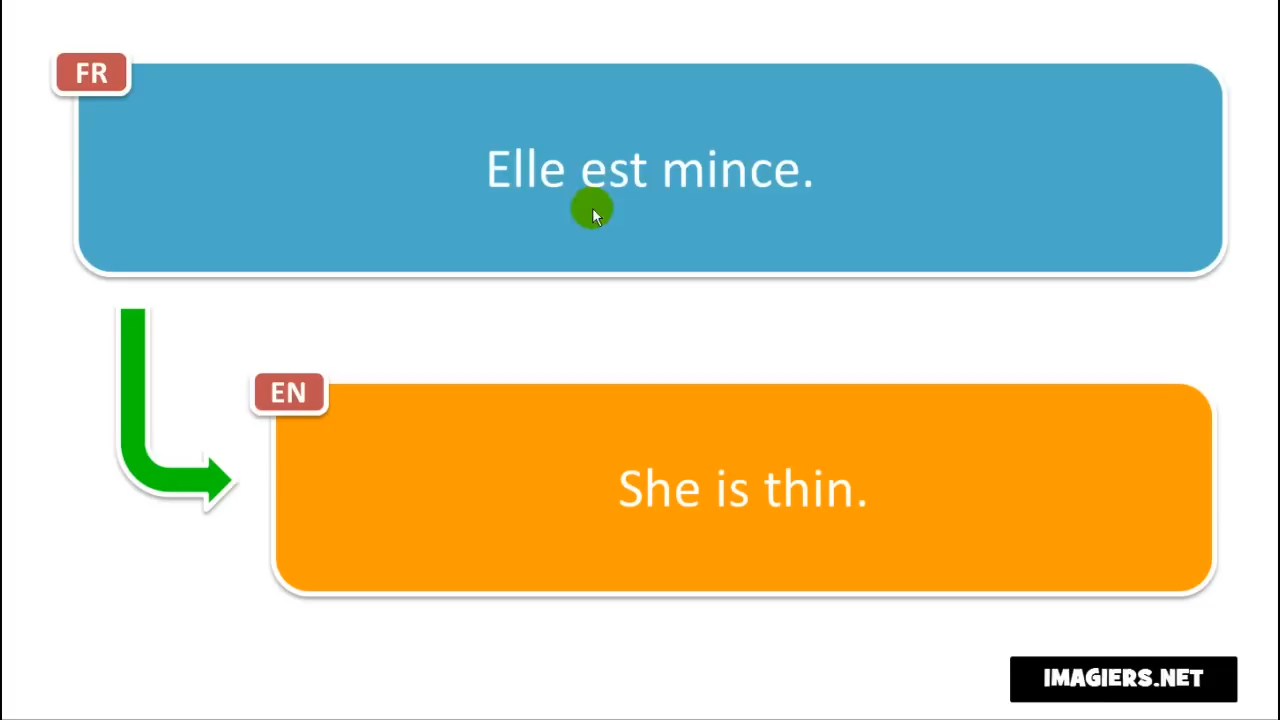 FR
Elle est mince.
EN
She is thin.
IMAGIERS.NET